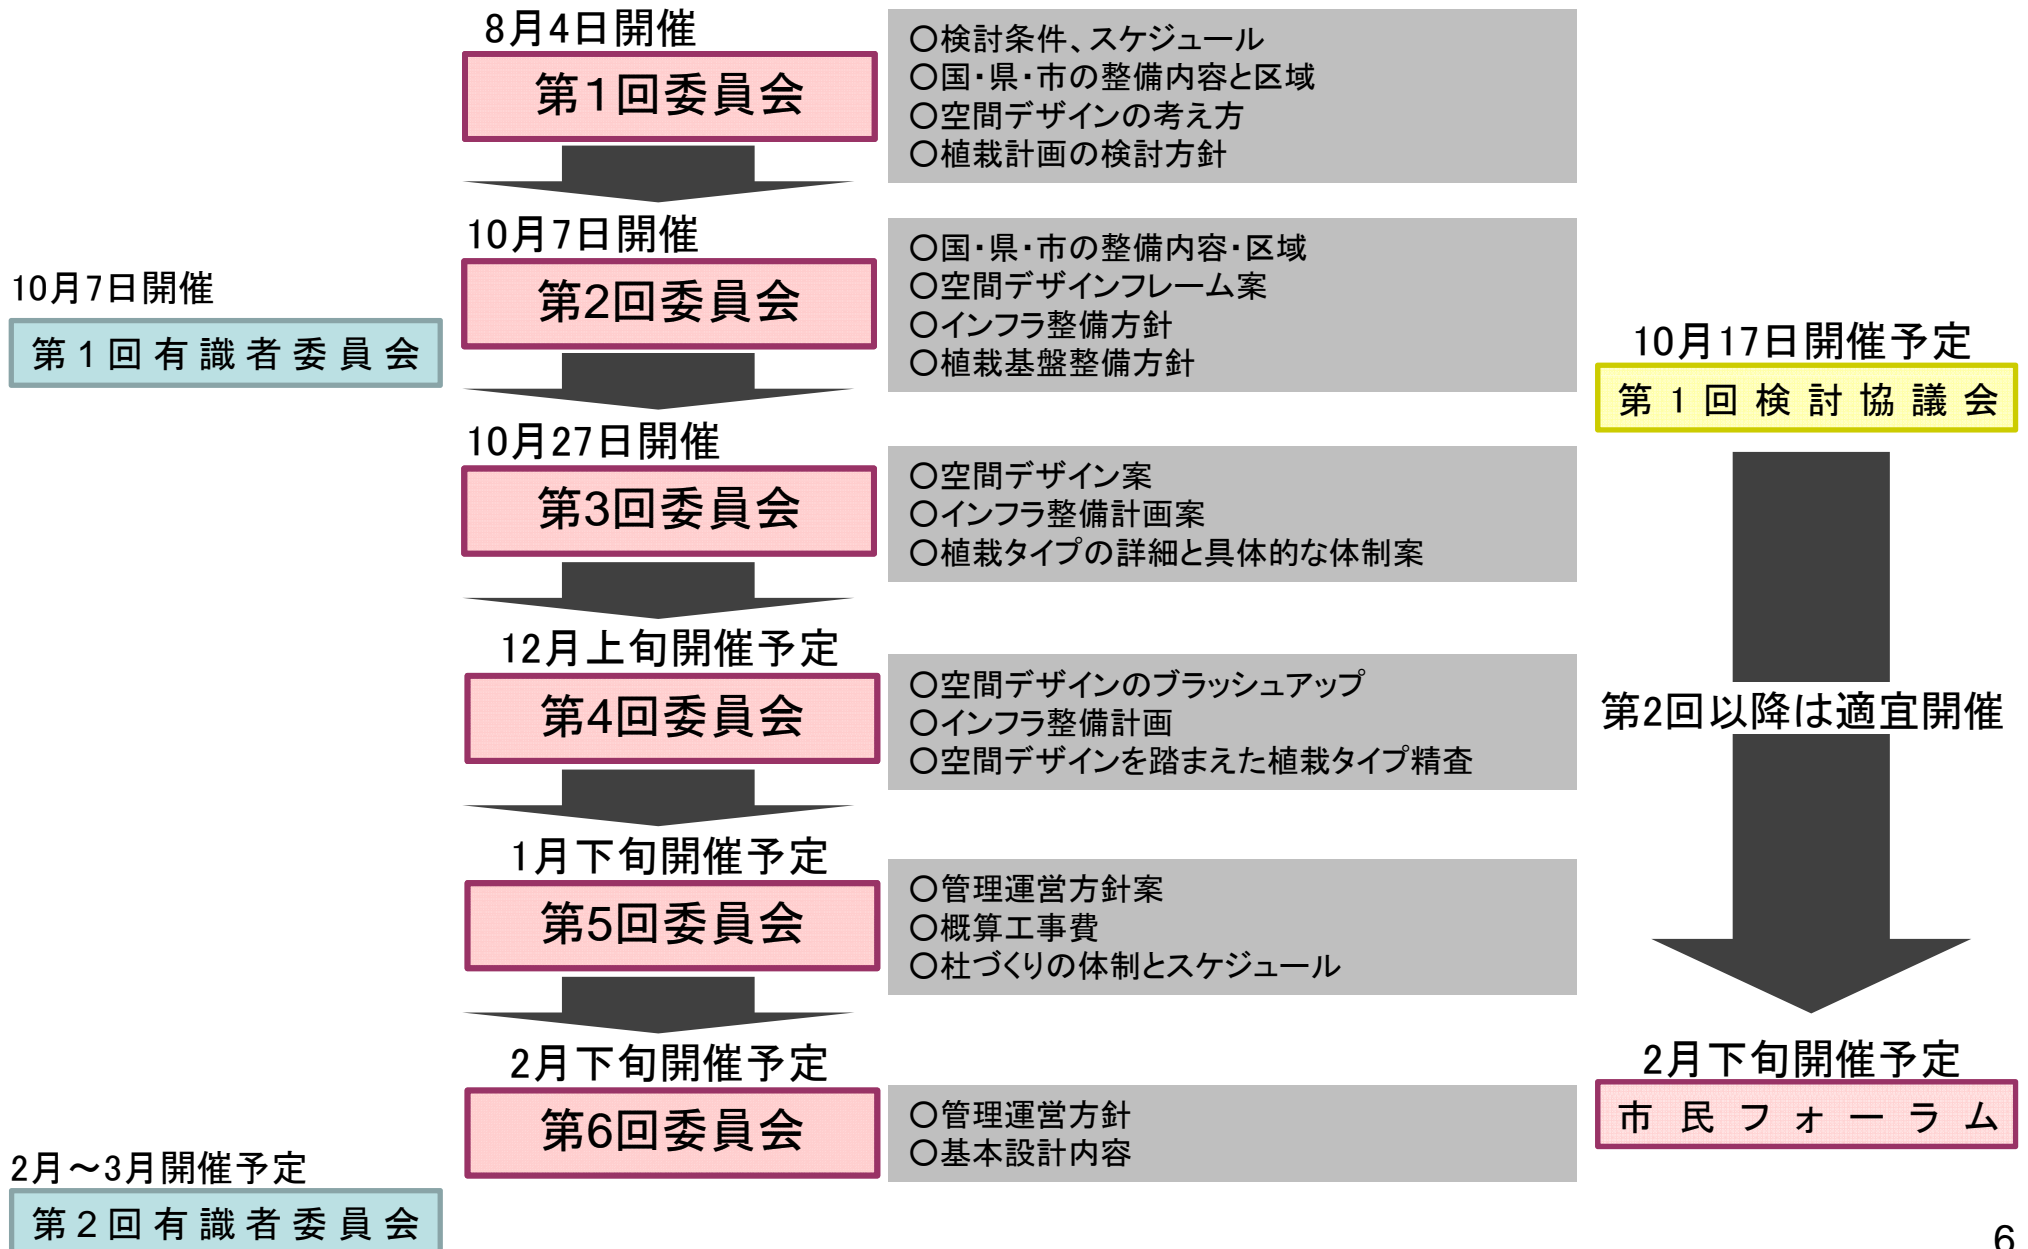 8月4日開催
第1回委員会
○検討条件、スケジュール
○国・県・市の整備内容と区域
○空間デザインの考え方
○植栽計画の検討方針
10月7日開催
第2回委員会
○国・県・市の整備内容・区域
○空間デザインフレーム案
○インフラ整備方針
○植栽基盤整備方針
10月7日開催
第1回有識者委員会
10月17日開催予定
第1回検討協議会
10月27日開催
第3回委員会
○空間デザイン案
○インフラ整備計画案
○植栽タイプの詳細と具体的な体制案
12月上旬開催予定
第4回委員会
○空間デザインのブラッシュアップ
○インフラ整備計画
○空間デザインを踏まえた植栽タイプ精査
第2回以降は適宜開催
1月下旬開催予定
第5回委員会
○管理運営方針案
○概算工事費
○杜づくりの体制とスケジュール
2月下旬開催予定
第6回委員会
○管理運営方針
○基本設計内容
2月下旬開催予定
市民フォーラム
2月～3月開催予定
第2回有識者委員会
6